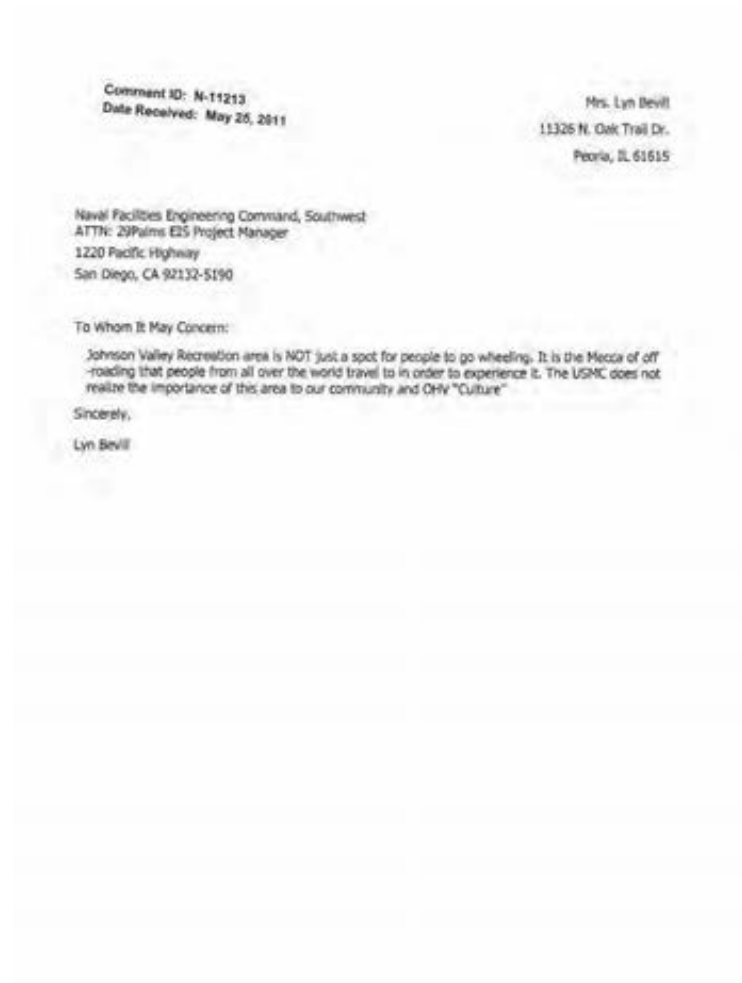 Comment ID: N-11213
Date Received: May 25, 2011
Mrs. Lyn Bevill
11326 N. Oak Trail Dr.
Peoria, IL 61615
Naval Facilities Engineering Command, Southwest
ATTN: 29Palms EIS Project Manager
1220 Pacific Highway
San Diego, CA 92132-5190
To Whom It May Concern:
Johnson Valley Recreation area is NOT just a spot for people to go wheeling. It is the Mecca of off
-roading that people from all over the world travel to in order to experience it. The USMC does not
realize the importance of this area to our community and OHV "Culture"
Sincerely,
Lyn Bevill